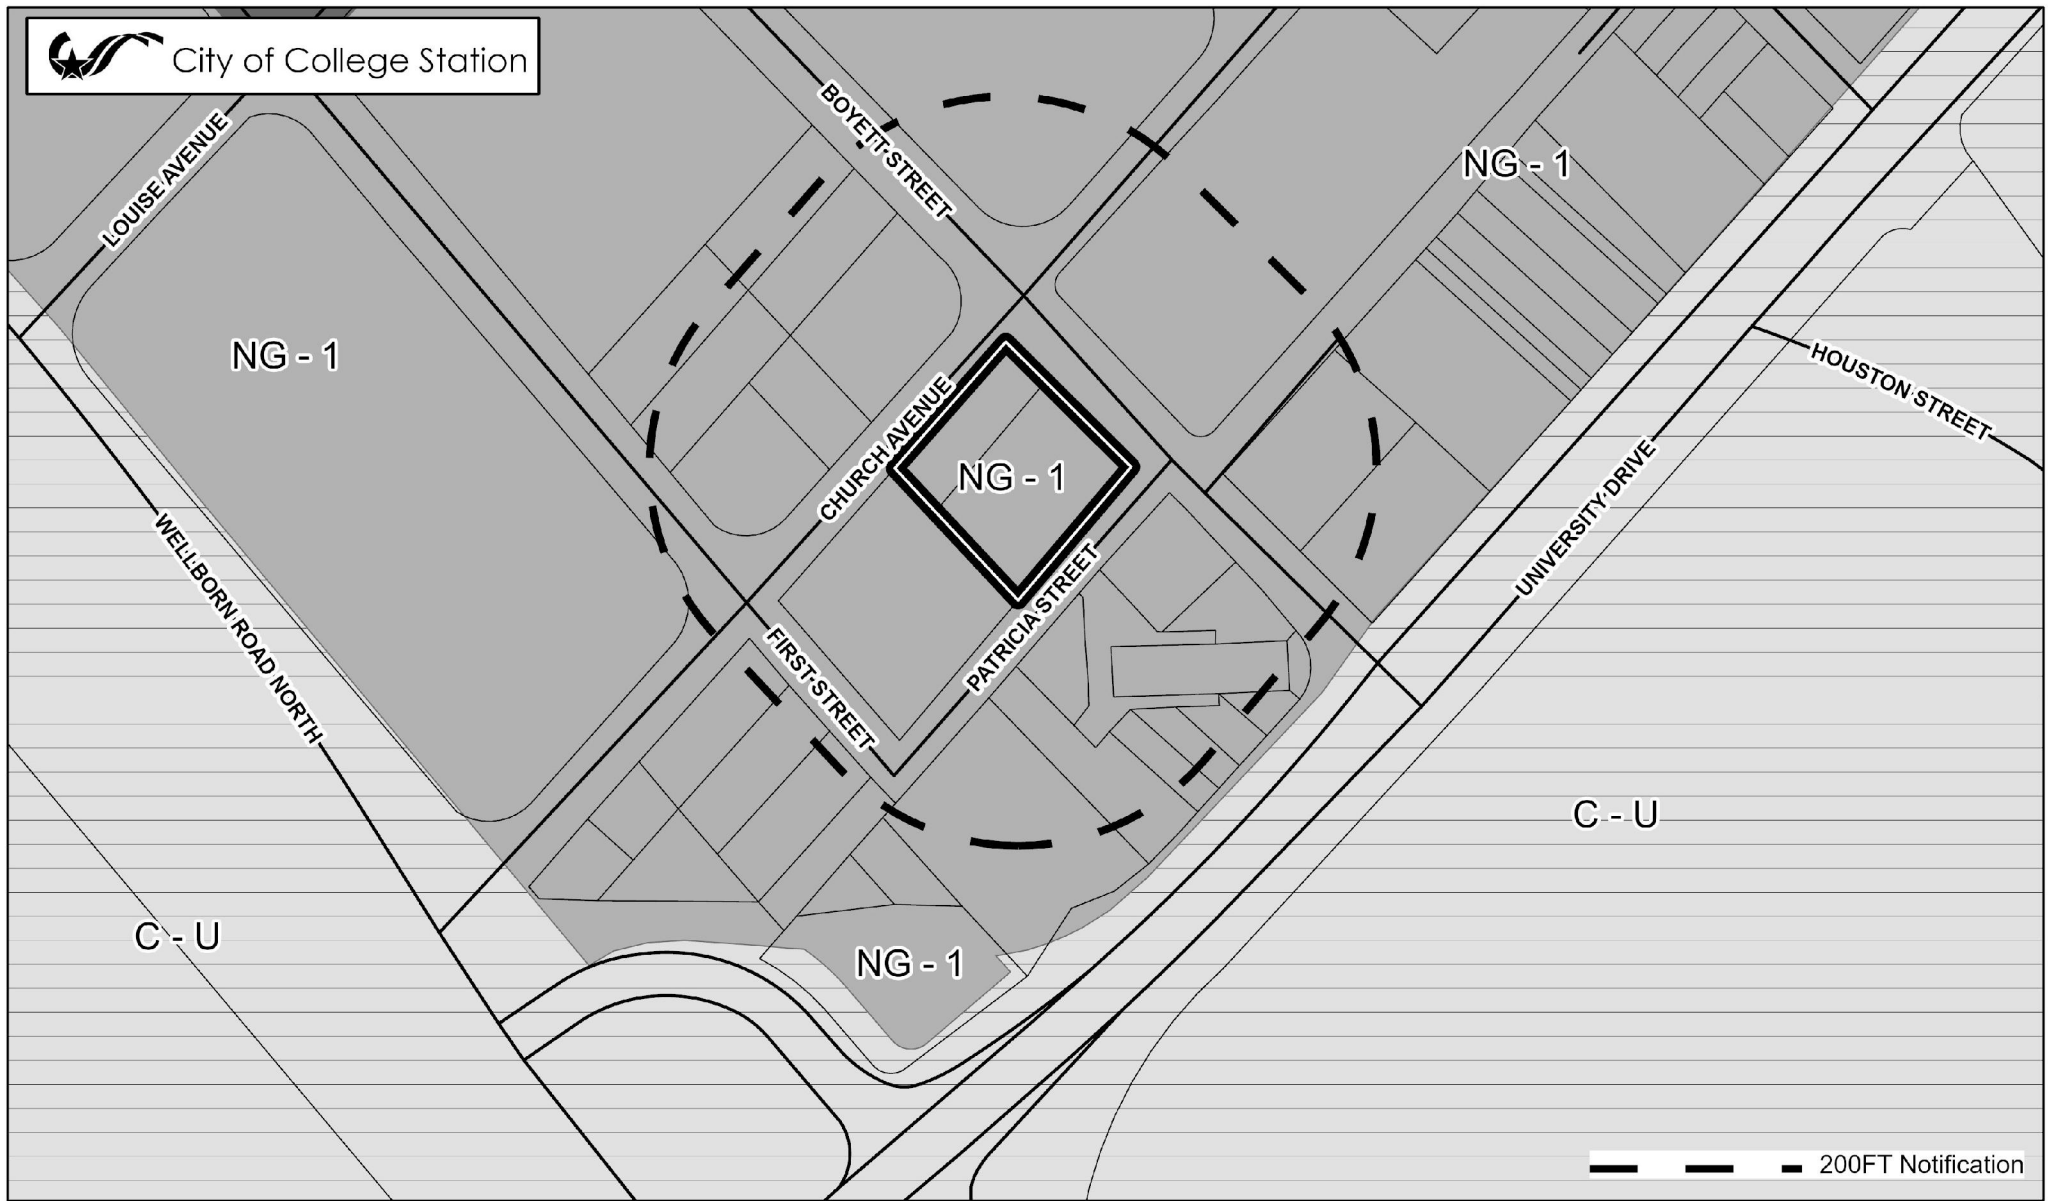 City of College Station
BOYETT STREET
LOUISE AVENUE
NG - 1
NG - 1
HOUSTON STREET
CHURCH AVENUE
NG - 1
UNIVERSITY DRIVE
WELLBORN ROAD NORTH
PATRICIA STREET
FIRST STREET
C - U
C - U
NG - 1
200FT Notification